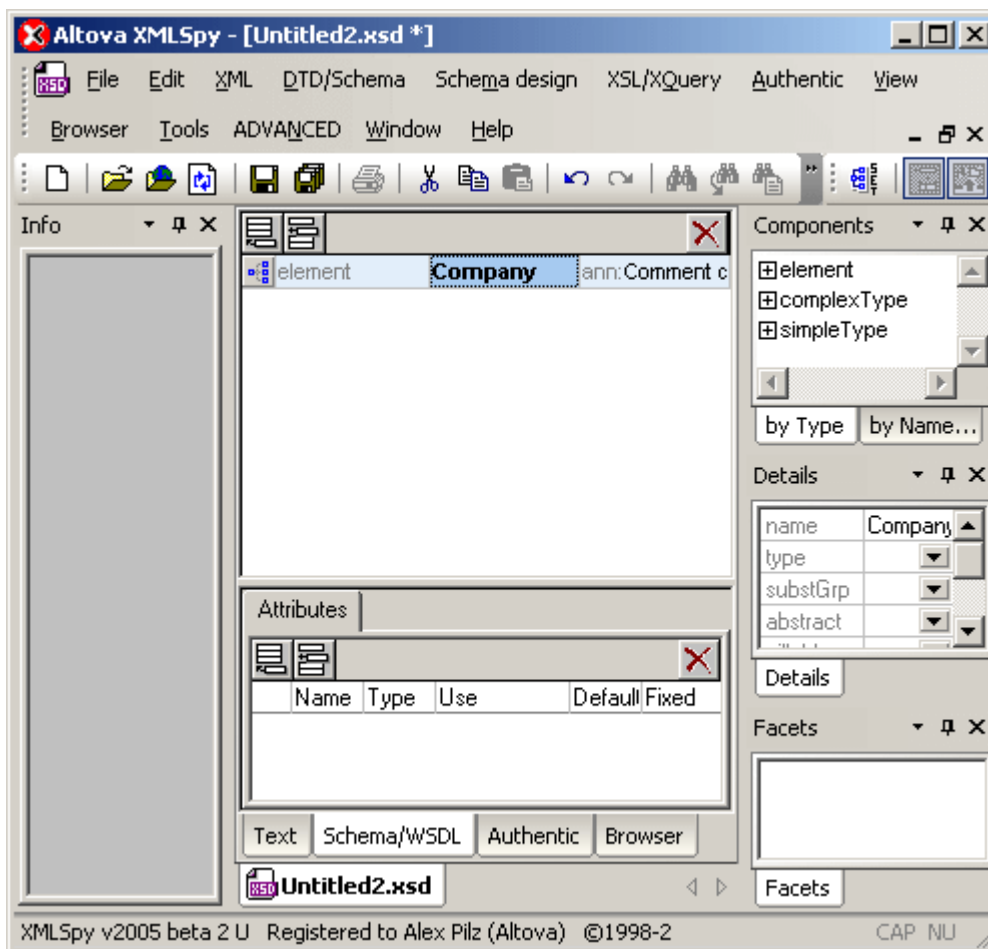 Altova XMLSpy - [Untitled2.xsd *]
File Edit XML DTD/Schema Schema design XSL/XQuery Authentic View
Browser Tools ADVANCED Window Help
Info
element Company ann:Comment c
Components
element
complexType
simpleType
by Type by Name...
Details
name Company
type
substGrp
abstract
Details
Attributes
Name Type Use Default Fixed
Facets
Text Schema/WSDL Authentic Browser
XSD Untitled2.xsd
Facets
XMLSpy v2005 beta 2 U Registered to Alex Pilz (Altova) ©1998-2 CAP NU